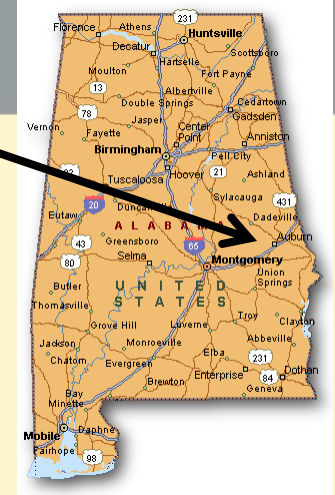 231
Florence Athens Huntsville
Decatur
Hartselle Scottsboro
Moulton Fort Payne
13 Albertville
Double Springs Cedartown
78 Gadsden
Jasper
Vernon Center
Point
Fayette Anniston
Birmingham Pell City
Hoover 21 Ashland
Tuscaloosa
20 Sylacauga 431
Eutaw Dadeville
ALABAMA Auburn
43 Greensboro 65
80 Selma Montgomery
Butler UNITED Union
Springs
Thomasville STATES
Troy Clayton
Grove Hill Luverne
Jackson Monroeville Abbeville
Chatom Elba 231
Evergreen
Enterprise Dothan
84
Brewton Geneva
Bay
Minette
Mobile Daphne
Fairhope 98